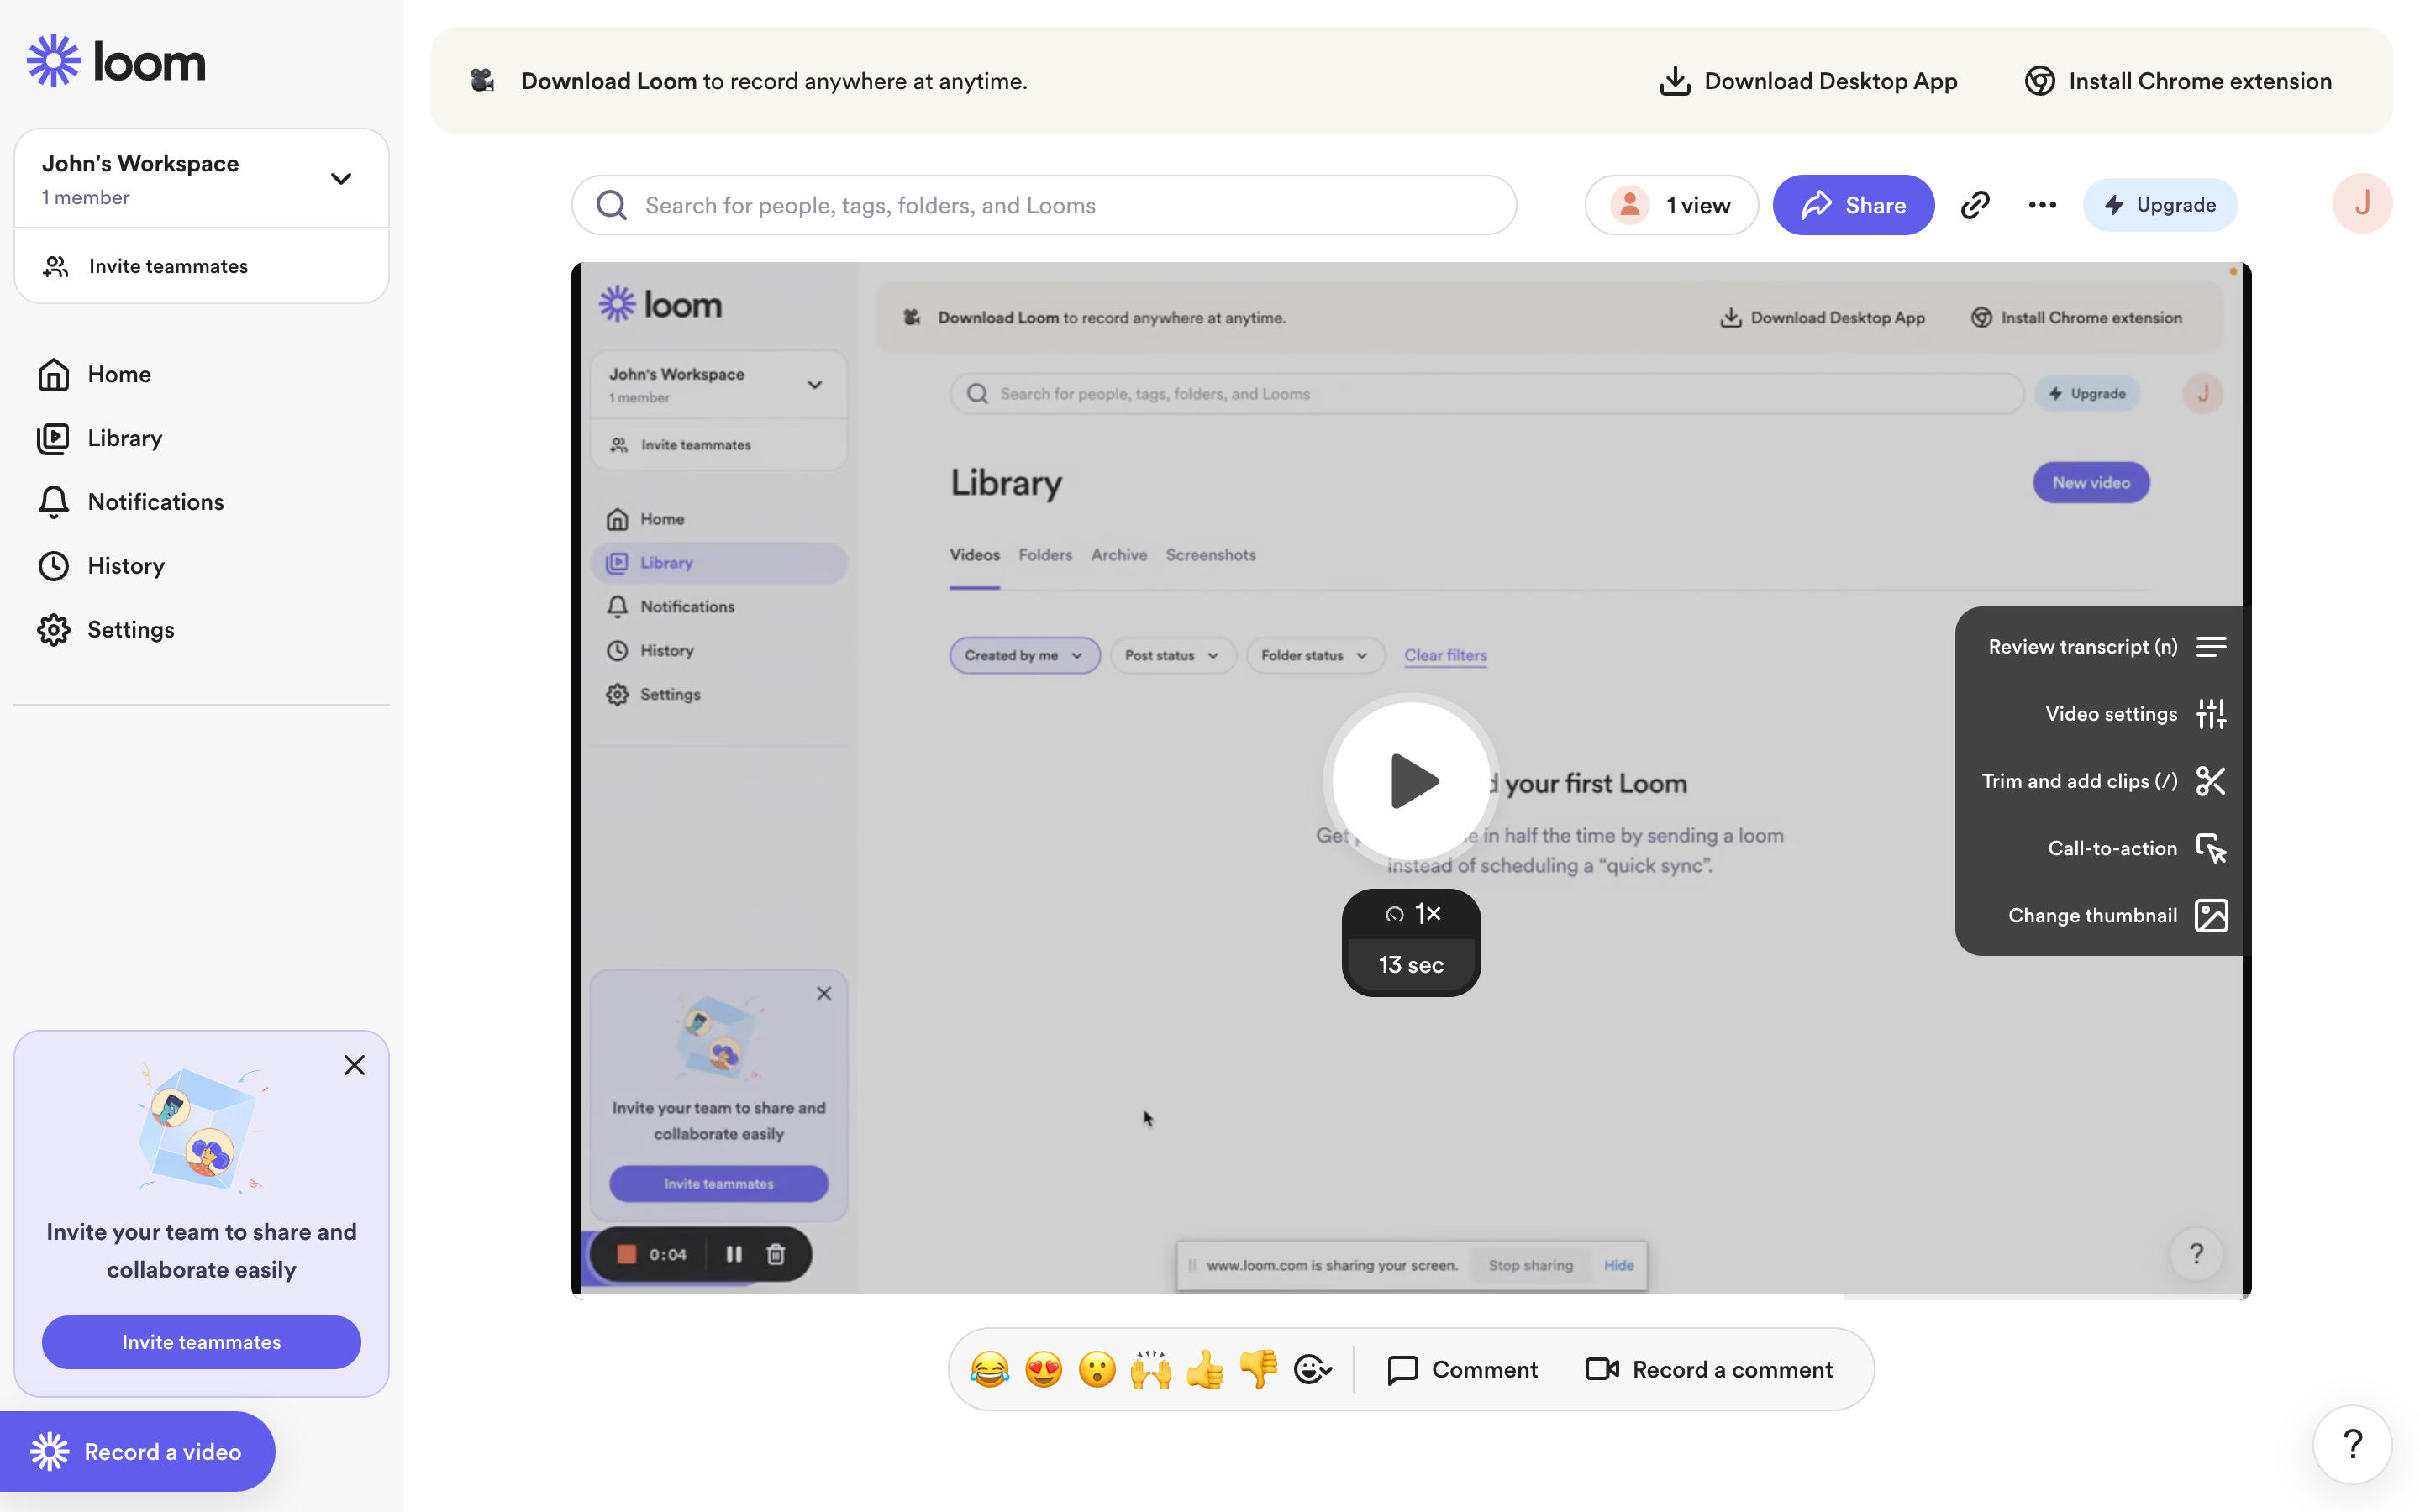 loom
John's Workspace
1 member
Invite teammates
Home
Library
Notifications
History
Settings
Invite your team to share and
collaborate easily
Invite teammates
Record a video
Download Loom to record anywhere at anytime.
Download Desktop App
Install Chrome extension
Search for people, tags, folders, and Looms
1 view
Share
Upgrade
J
loom
John's Workspace
1 member
Invite teammates
Home
Library
Notifications
History
Settings
Invite your team to share and
collaborate easily
Invite teammates
0:04
Download Loom to record anywhere at anytime.
Download Desktop App
Install Chrome extension
Search for people, tags, folders, and Looms
Upgrade
J
Library
New video
Videos
Folders
Archive
Screenshots
Created by me
Post status
Folder status
Clear filters
your first Loom
Get
in half the time by sending a loom
instead of scheduling a “quick sync”.
1×
13 sec
Review transcript (n)
Video settings
Trim and add clips (/)
Call-to-action
Change thumbnail
www.loom.com is sharing your screen.
Stop sharing
Hide
?
Comment
Record a comment
?